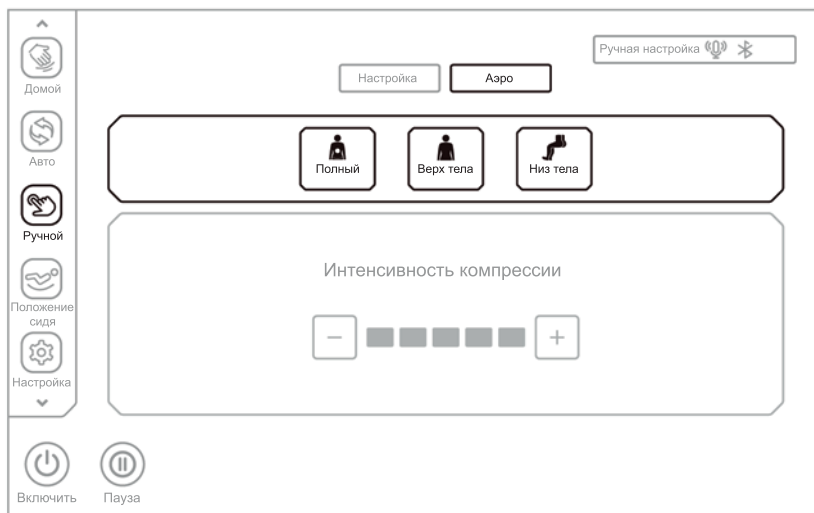 Домой
Авто
Ручной
Положение
сидя
Настройка
Включить
Пауза
Ручная настройка
Настройка
Аэро
Полный
Верх тела
Низ тела
Интенсивность компрессии